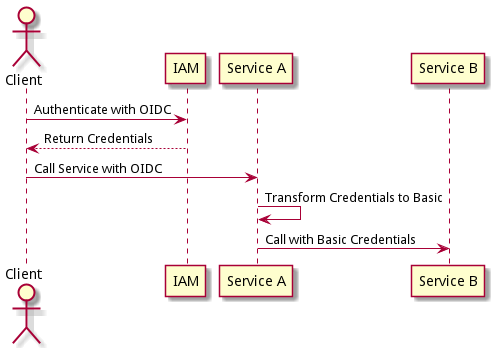 Client
IAM
Service A
Service B
Authenticate with OIDC
Return Credentials
Call Service with OIDC
Transform Credentials to Basic
Call with Basic Credentials
Client
IAM
Service A
Service B